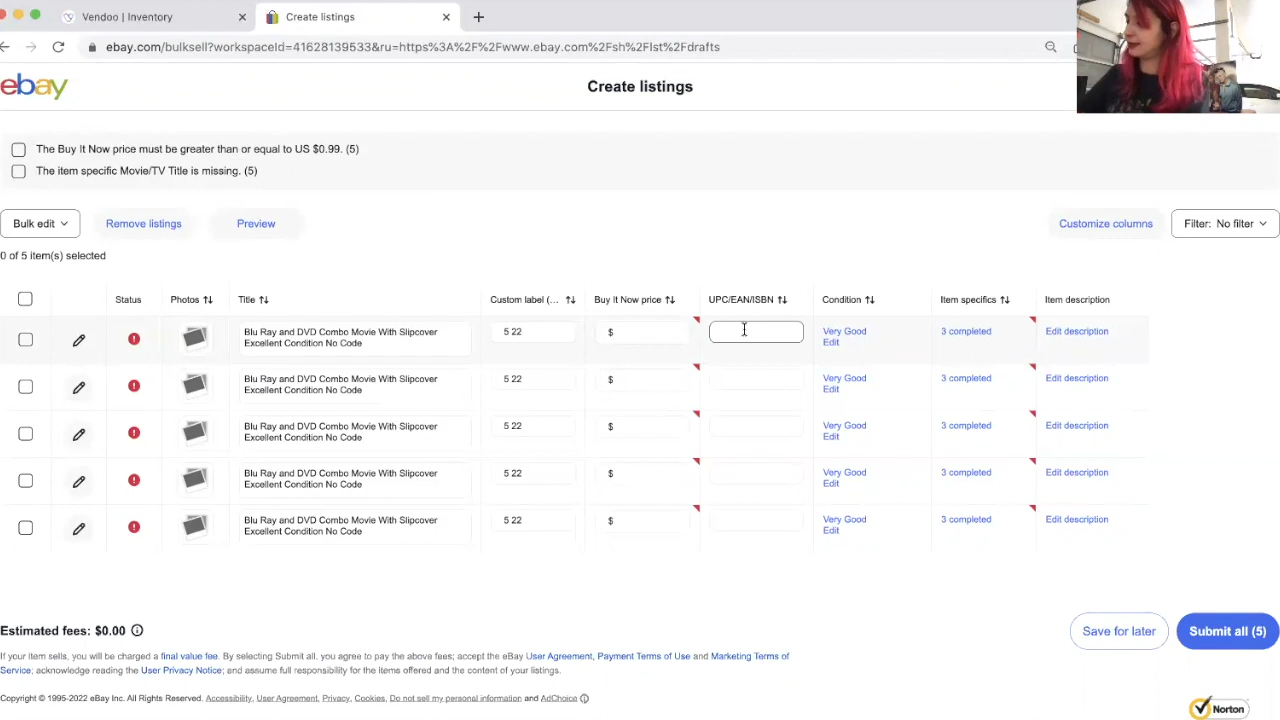 Vendoo | Inventory
Create listings
ebay.com/bulksell?workspaceId=41628139533&ru=https%3A%2F%2Fwww.ebay.com%2Fsh%2Flst%2Fdrafts
ebay
Create listings
The Buy It Now price must be greater than or equal to US $0.99. (5)
The item specific Movie/TV Title is missing. (5)
Bulk edit
Remove listings
Preview
Customize columns
Filter: No filter
0 of 5 item(s) selected
Status Photos Title Custom label (... Buy It Now price UPC/EAN/ISBN Condition Item specifics Item description
Blu Ray and DVD Combo Movie With Slipcover 5 22 $ Very Good 3 completed Edit description
Excellent Condition No Code Edit
Blu Ray and DVD Combo Movie With Slipcover 5 22 $ Very Good 3 completed Edit description
Excellent Condition No Code Edit
Blu Ray and DVD Combo Movie With Slipcover 5 22 $ Very Good 3 completed Edit description
Excellent Condition No Code Edit
Blu Ray and DVD Combo Movie With Slipcover 5 22 $ Very Good 3 completed Edit description
Excellent Condition No Code Edit
Blu Ray and DVD Combo Movie With Slipcover 5 22 $ Very Good 3 completed Edit description
Excellent Condition No Code Edit
Estimated fees: $0.00
Save for later
Submit all (5)
If your item sells, you will be charged a final value fee. By selecting Submit all, you agree to pay the above fees; accept the eBay User Agreement, Payment Terms of Use and Marketing Terms of
Service; acknowledge reading the User Privacy Notice; and assume full responsibility for the items offered and the content of your listings.
Copyright © 1995-2022 eBay Inc. All Rights Reserved. Accessibility, User Agreement, Privacy, Cookies, Do not sell my personal information and AdChoice
Norton